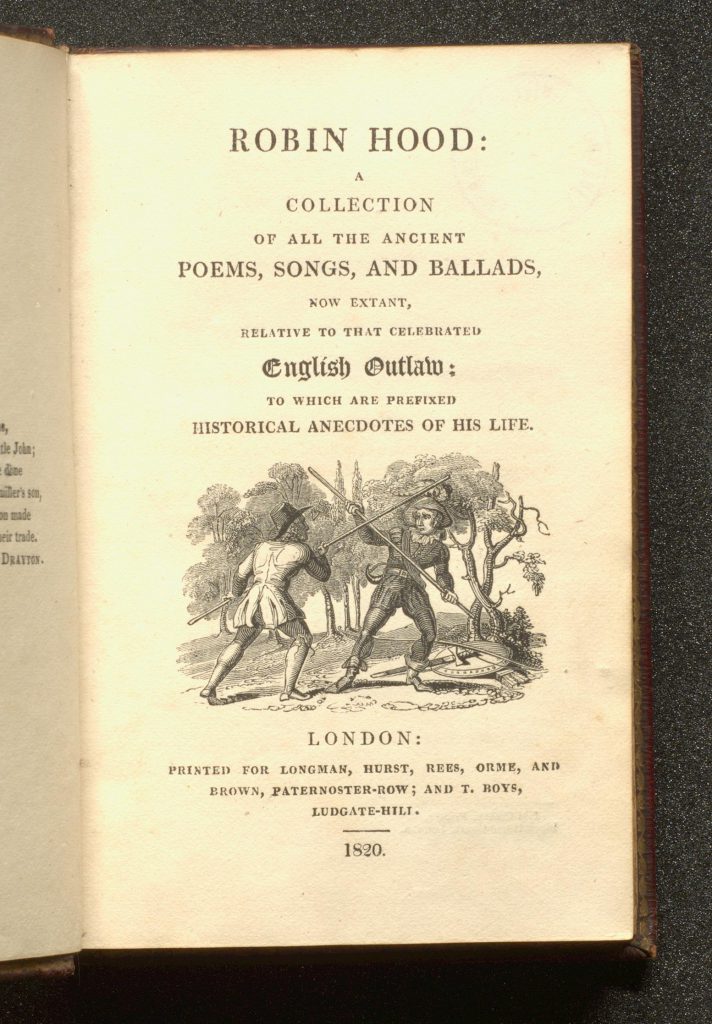 tle John;
done
uiller's son,
on made
eir trade.
DRAYTON.
ROBIN HOOD:
A
COLLECTION
OF ALL THE ANCIENT
POEMS, SONGS, AND BALLADS,
NOW EXTANT,
RELATIVE TO THAT CELEBRATED
English Outlaw:
TO WHICH ARE PREFIXED
HISTORICAL ANECDOTES OF HIS LIFE.
LONDON:
PRINTED FOR LONGMAN, HURST, REES, ORME, AND
BROWN, PATERNOSTER-ROW; AND T. BOYS,
LUDGATE-HILL.
1820.